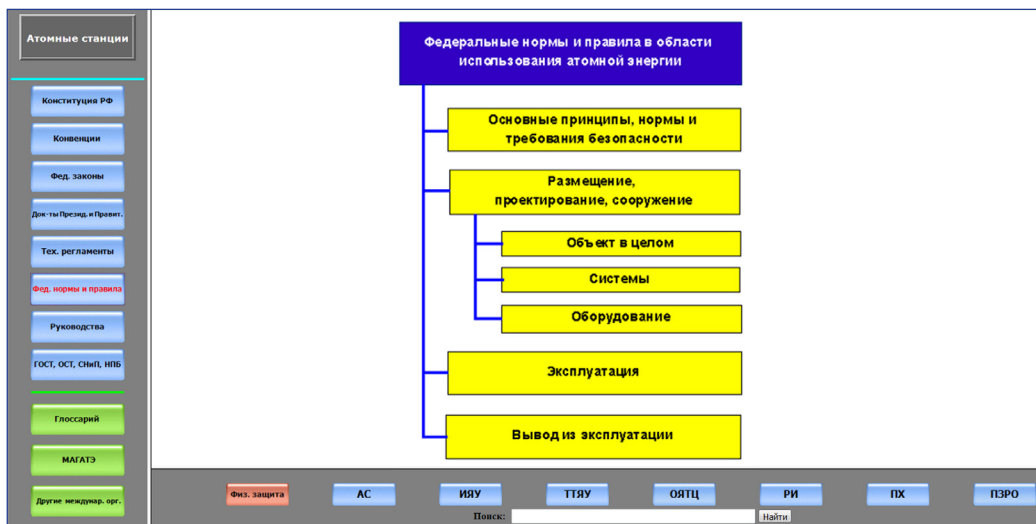 Атомные станции
Конституция РФ
Конвенции
Фед. законы
Док-ты Презид. и Правит.
Тех. регламенты
Фед. нормы и правила
Руководства
ГОСТ, ОСТ, СНиП, НПБ
Глоссарий
МАГАТЭ
Другие междунар. орг.
Федеральные нормы и правила в области
использования атомной энергии
Основные принципы, нормы и
требования безопасности
Размещение,
проектирование, сооружение
Объект в целом
Системы
Оборудование
Эксплуатация
Вывод из эксплуатации
Физ. защита
АС
ИЯУ
ТТЯУ
ОЯТЦ
РИ
ПХ
ПЗРО
Поиск:
Найти